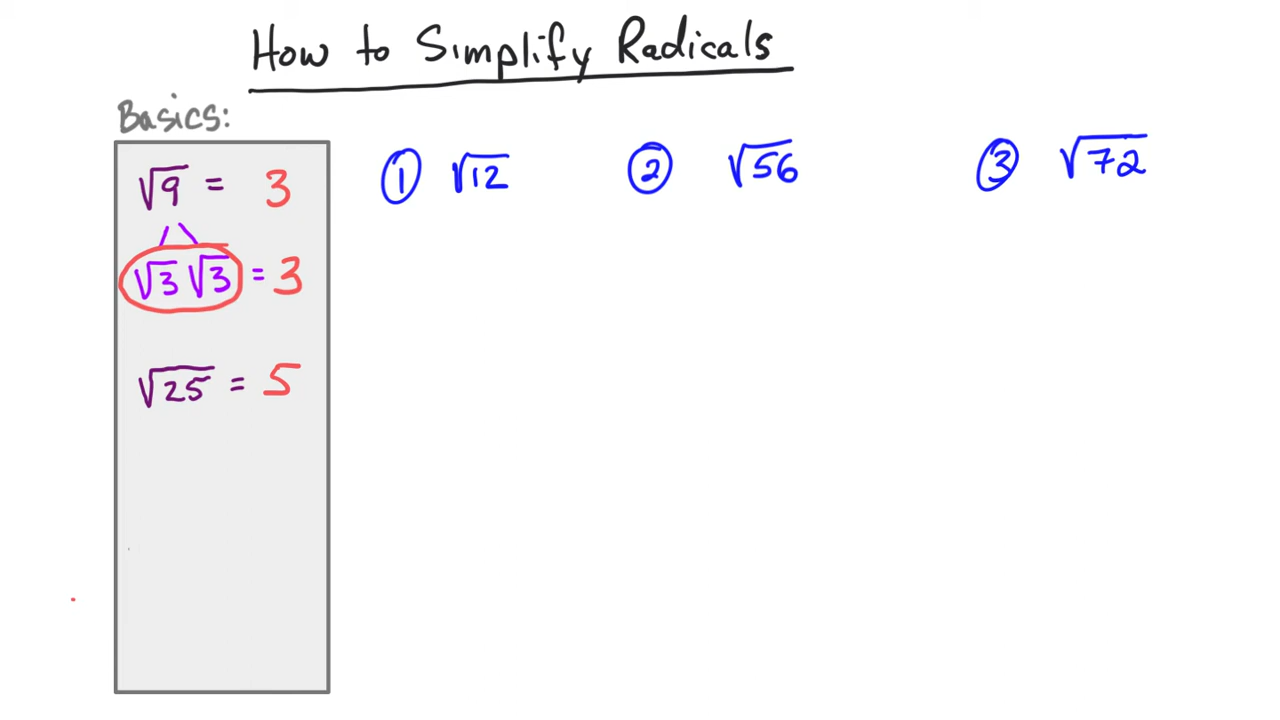 How to Simplify Radicals
Basics:
√9 = 3
√3 √3 = 3
√25 = 5
① √12
② √56
③ √72